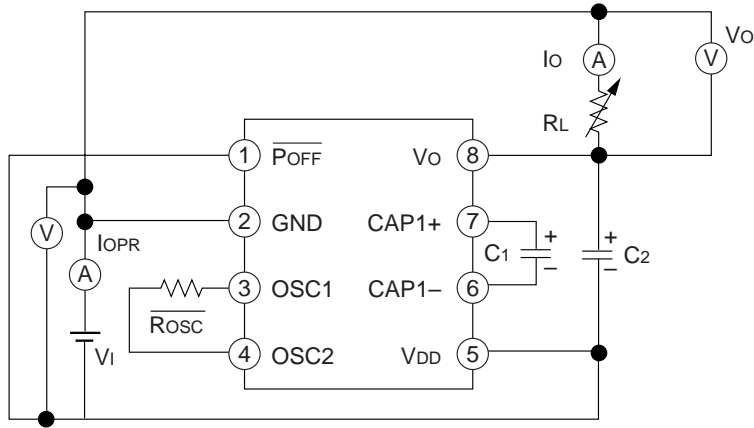 VO
IO
A
V
RL
1
POFF
VO
8
2
GND
CAP1+
7
V
IOPR
A
+
C1
–
+
C2
–
3
OSC1
CAP1–
6
ROSC
VI
4
OSC2
VDD
5